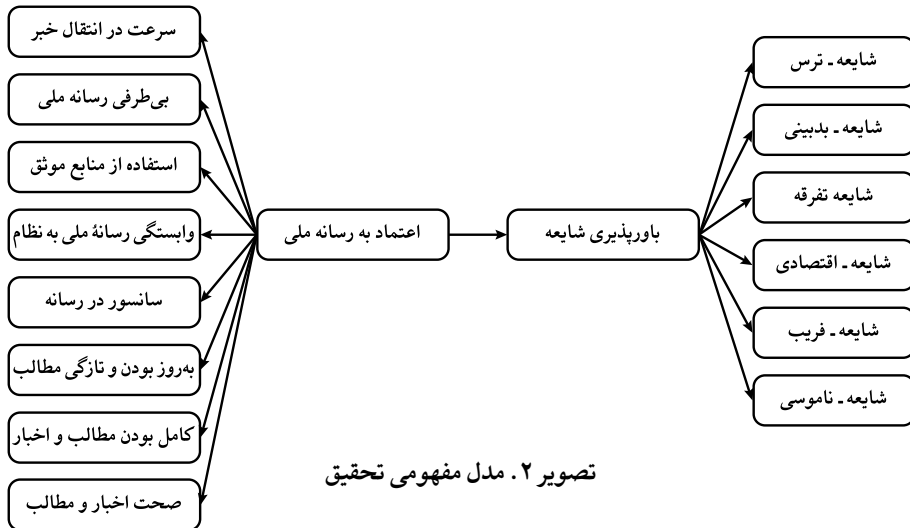 شایعه ـ ترس
شایعه ـ بدبینی
شایعه تفرقه
شایعه ـ اقتصادی
شایعه ـ فریب
شایعه ـ ناموسی
باورپذیری شایعه
اعتماد به رسانه ملی
سرعت در انتقال خبر
بی‌طرفی رسانه ملی
استفاده از منابع موثق
وابستگی رسانهٔ ملی به نظام
سانسور در رسانه
به‌روز بودن و تازگی مطالب
کامل بودن مطالب و اخبار
صحت اخبار و مطالب
تصویر ۲. مدل مفهومی تحقیق